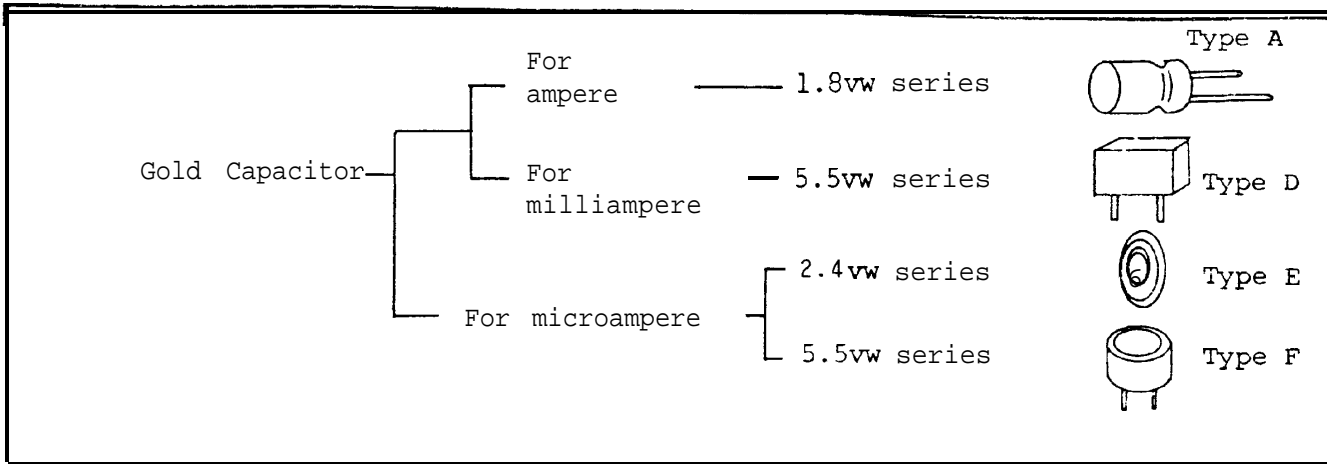 Type A
For
ampere
1.8vw series
Gold Capacitor
For
milliampere
5.5vw series
Type D
2.4vw series
Type E
For microampere
5.5vw series
Type F